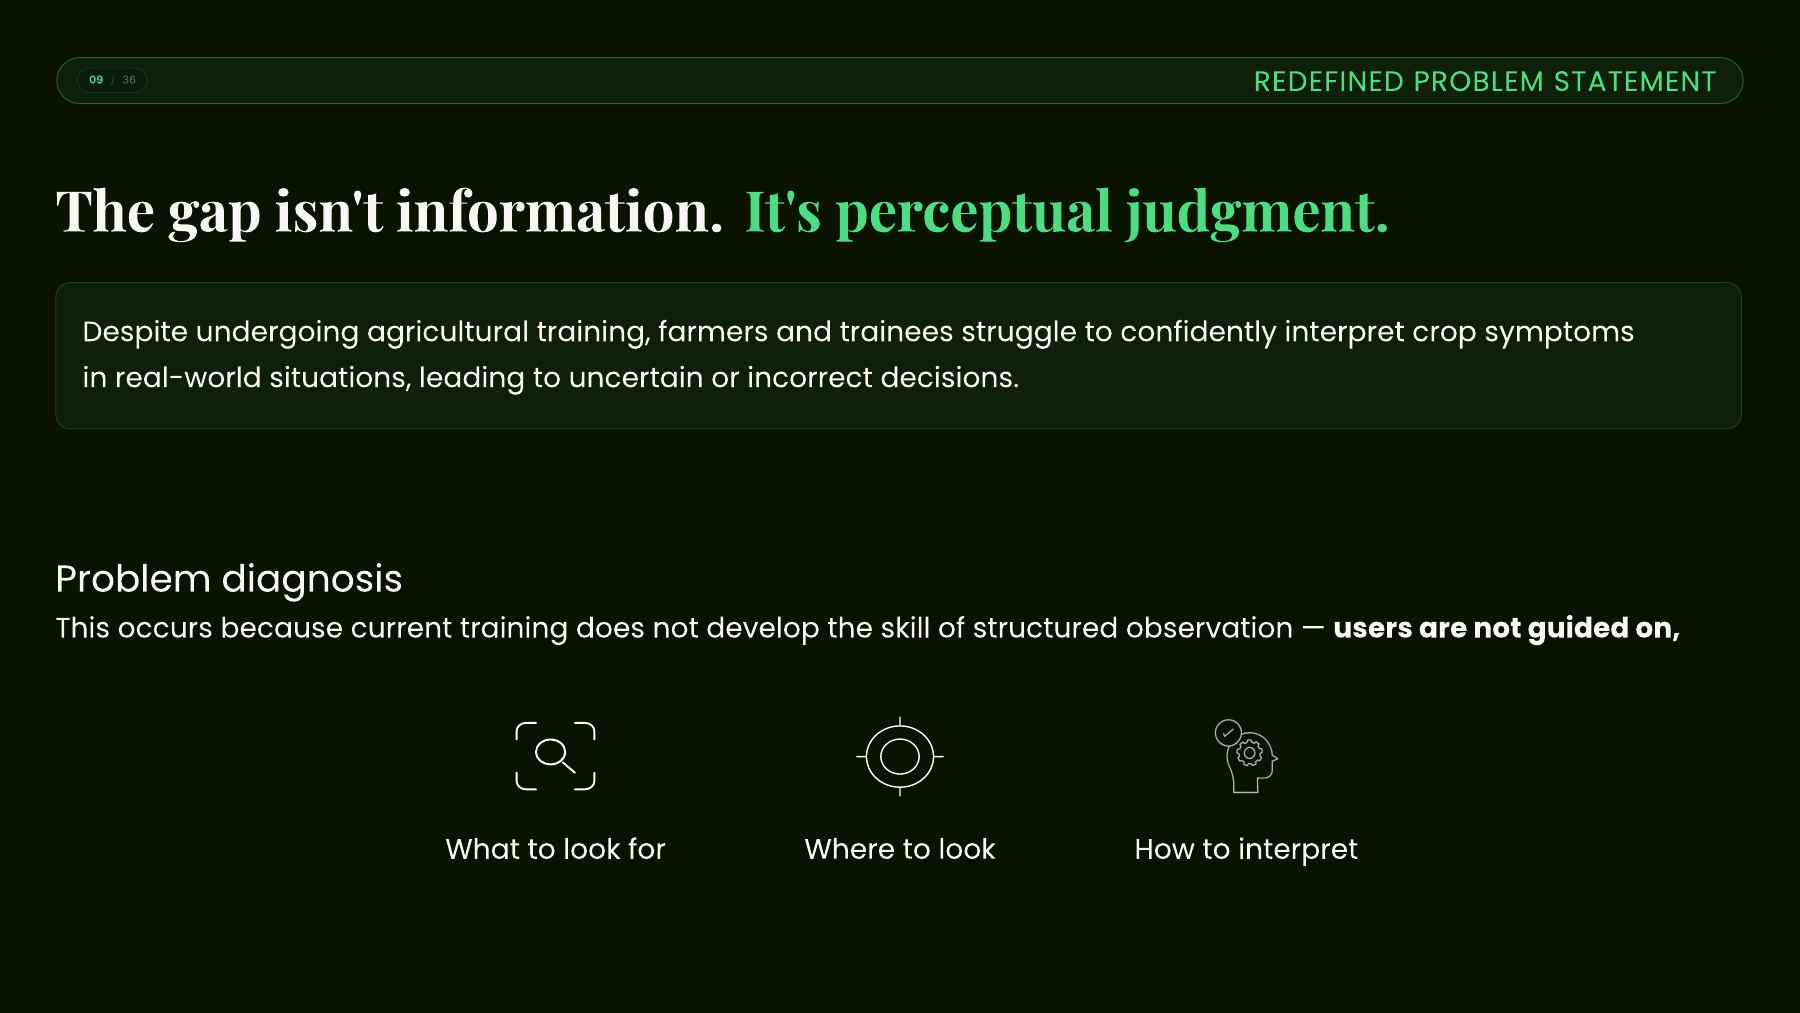 09 / 36
REDEFINED PROBLEM STATEMENT
The gap isn't information. It's perceptual judgment.
Despite undergoing agricultural training, farmers and trainees struggle to confidently interpret crop symptoms
in real-world situations, leading to uncertain or incorrect decisions.
Problem diagnosis
This occurs because current training does not develop the skill of structured observation — users are not guided on,
What to look for
Where to look
How to interpret